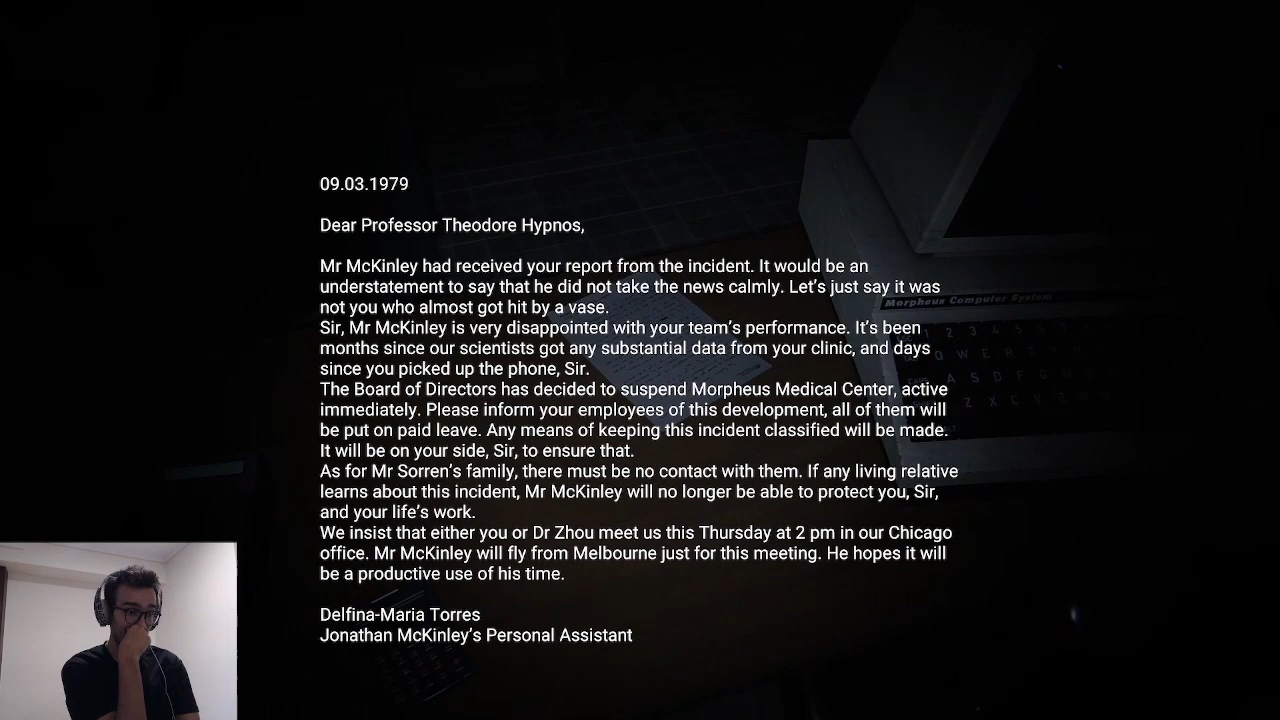 09.03.1979
Dear Professor Theodore Hypnos,
Mr McKinley had received your report from the incident. It would be an
understatement to say that he did not take the news calmly. Let's just say it was
not you who almost got hit by a vase.
Sir, Mr McKinley is very disappointed with your team's performance. It's been
months since our scientists got any substantial data from your clinic, and days
since you picked up the phone, Sir.
The Board of Directors has decided to suspend Morpheus Medical Center, active
immediately. Please inform your employees of this development, all of them will
be put on paid leave. Any means of keeping this incident classified will be made.
It will be on your side, Sir, to ensure that.
As for Mr Sorren's family, there must be no contact with them. If any living relative
learns about this incident, Mr McKinley will no longer be able to protect you, Sir,
and your life's work.
We insist that either you or Dr Zhou meet us this Thursday at 2 pm in our Chicago
office. Mr McKinley will fly from Melbourne just for this meeting. He hopes it will
be a productive use of his time.
Delfina-Maria Torres
Jonathan McKinley's Personal Assistant
Morpheus Computer System
Q W E R T
A S D F G H
Z X C V